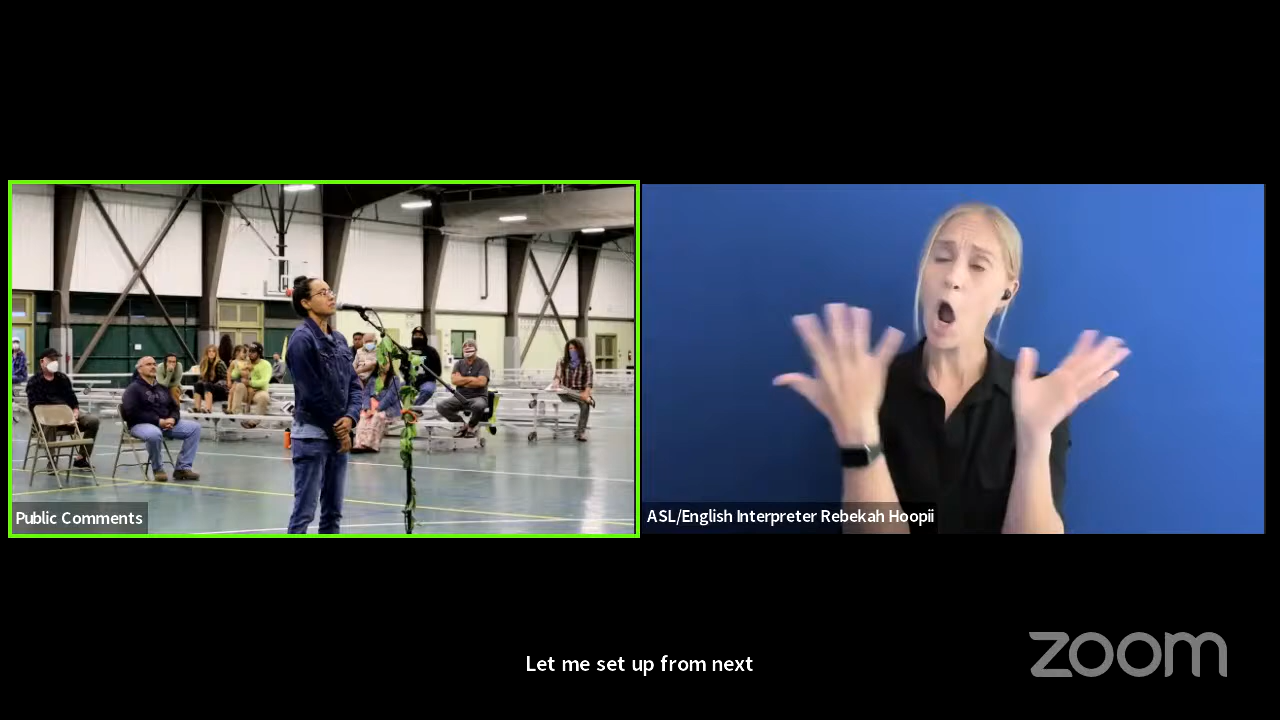 Public Comments
ASL/English Interpreter Rebekah Hoopii
Let me set up from next
zoom